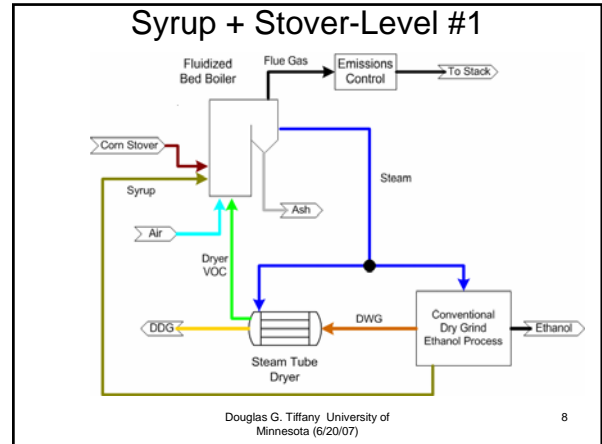 Syrup + Stover-Level #1
Fluidized
Bed Boiler
Flue Gas
Emissions
Control
To Stack
Corn Stover
Syrup
Steam
Ash
Air
Dryer
VOC
DDG
DWG
Conventional
Dry Grind
Ethanol Process
Ethanol
Steam Tube
Dryer
Douglas G. Tiffany University of
Minnesota (6/20/07)
8